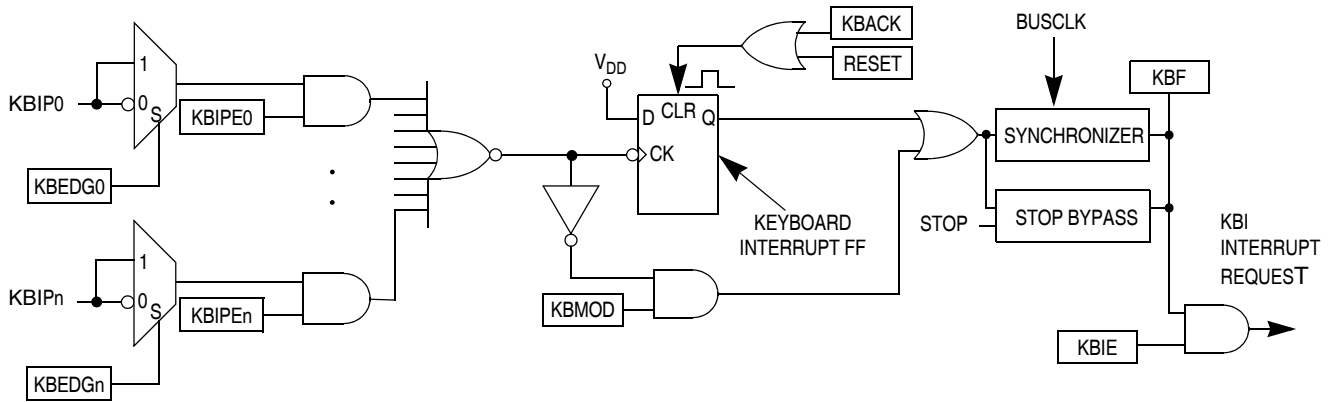 KBACK
RESET
BUSCLK
VDD
KBF
1
KBIP0
0
S
KBIPE0
D
CLR
Q
CK
SYNCHRONIZER
KBEDG0
KEYBOARD
INTERRUPT FF
STOP
STOP BYPASS
KBI
INTERRUPT
REQUEST
1
KBIPn
0
S
KBIPEn
KBMOD
KBIE
KBEDGn